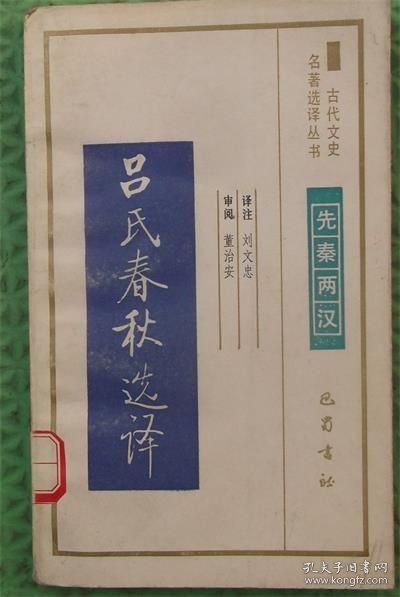 古代文史
名著选译丛书
先秦两汉
巴蜀书社
译注 刘文忠
审阅 董治安
吕氏春秋选译
孔夫子旧书网
book.kongfz.com